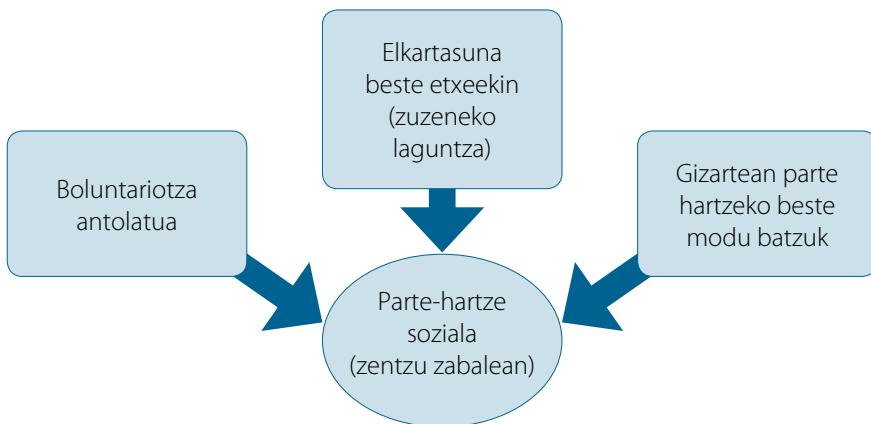 Boluntariotza
antolatua
Elkartasuna
beste etxeekin
(zuzeneko
laguntza)
Gizartean parte
hartzeko beste
modu batzuk
Parte-hartze
soziala
(zentzu zabalean)